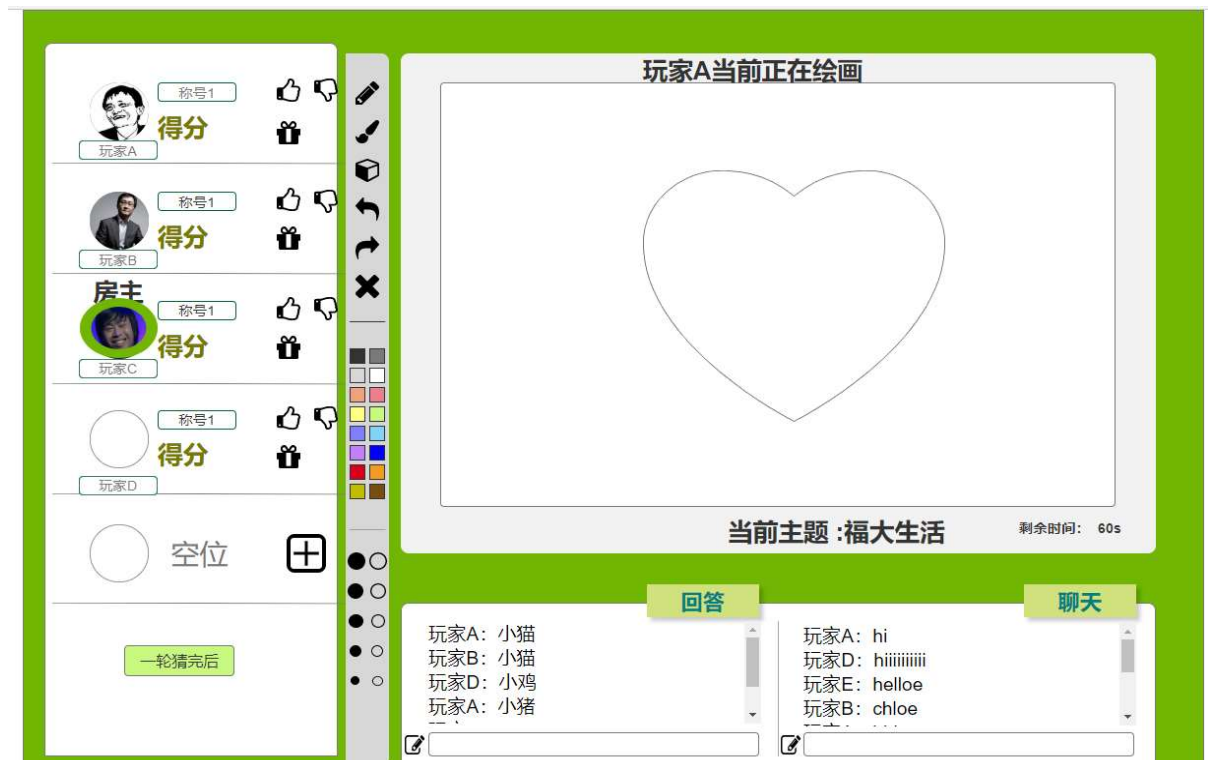 称号1
得分
玩家A
称号1
得分
玩家B
房主
称号1
得分
玩家C
称号1
得分
玩家D
空位
一轮猜完后
玩家A当前正在绘画
当前主题 :福大生活
剩余时间： 60s
回答
玩家A：小猫
玩家B：小猫
玩家D：小鸡
玩家A：小猪
聊天
玩家A：hi
玩家D：hiiiiiiiiii
玩家E：helloe
玩家B：chloe